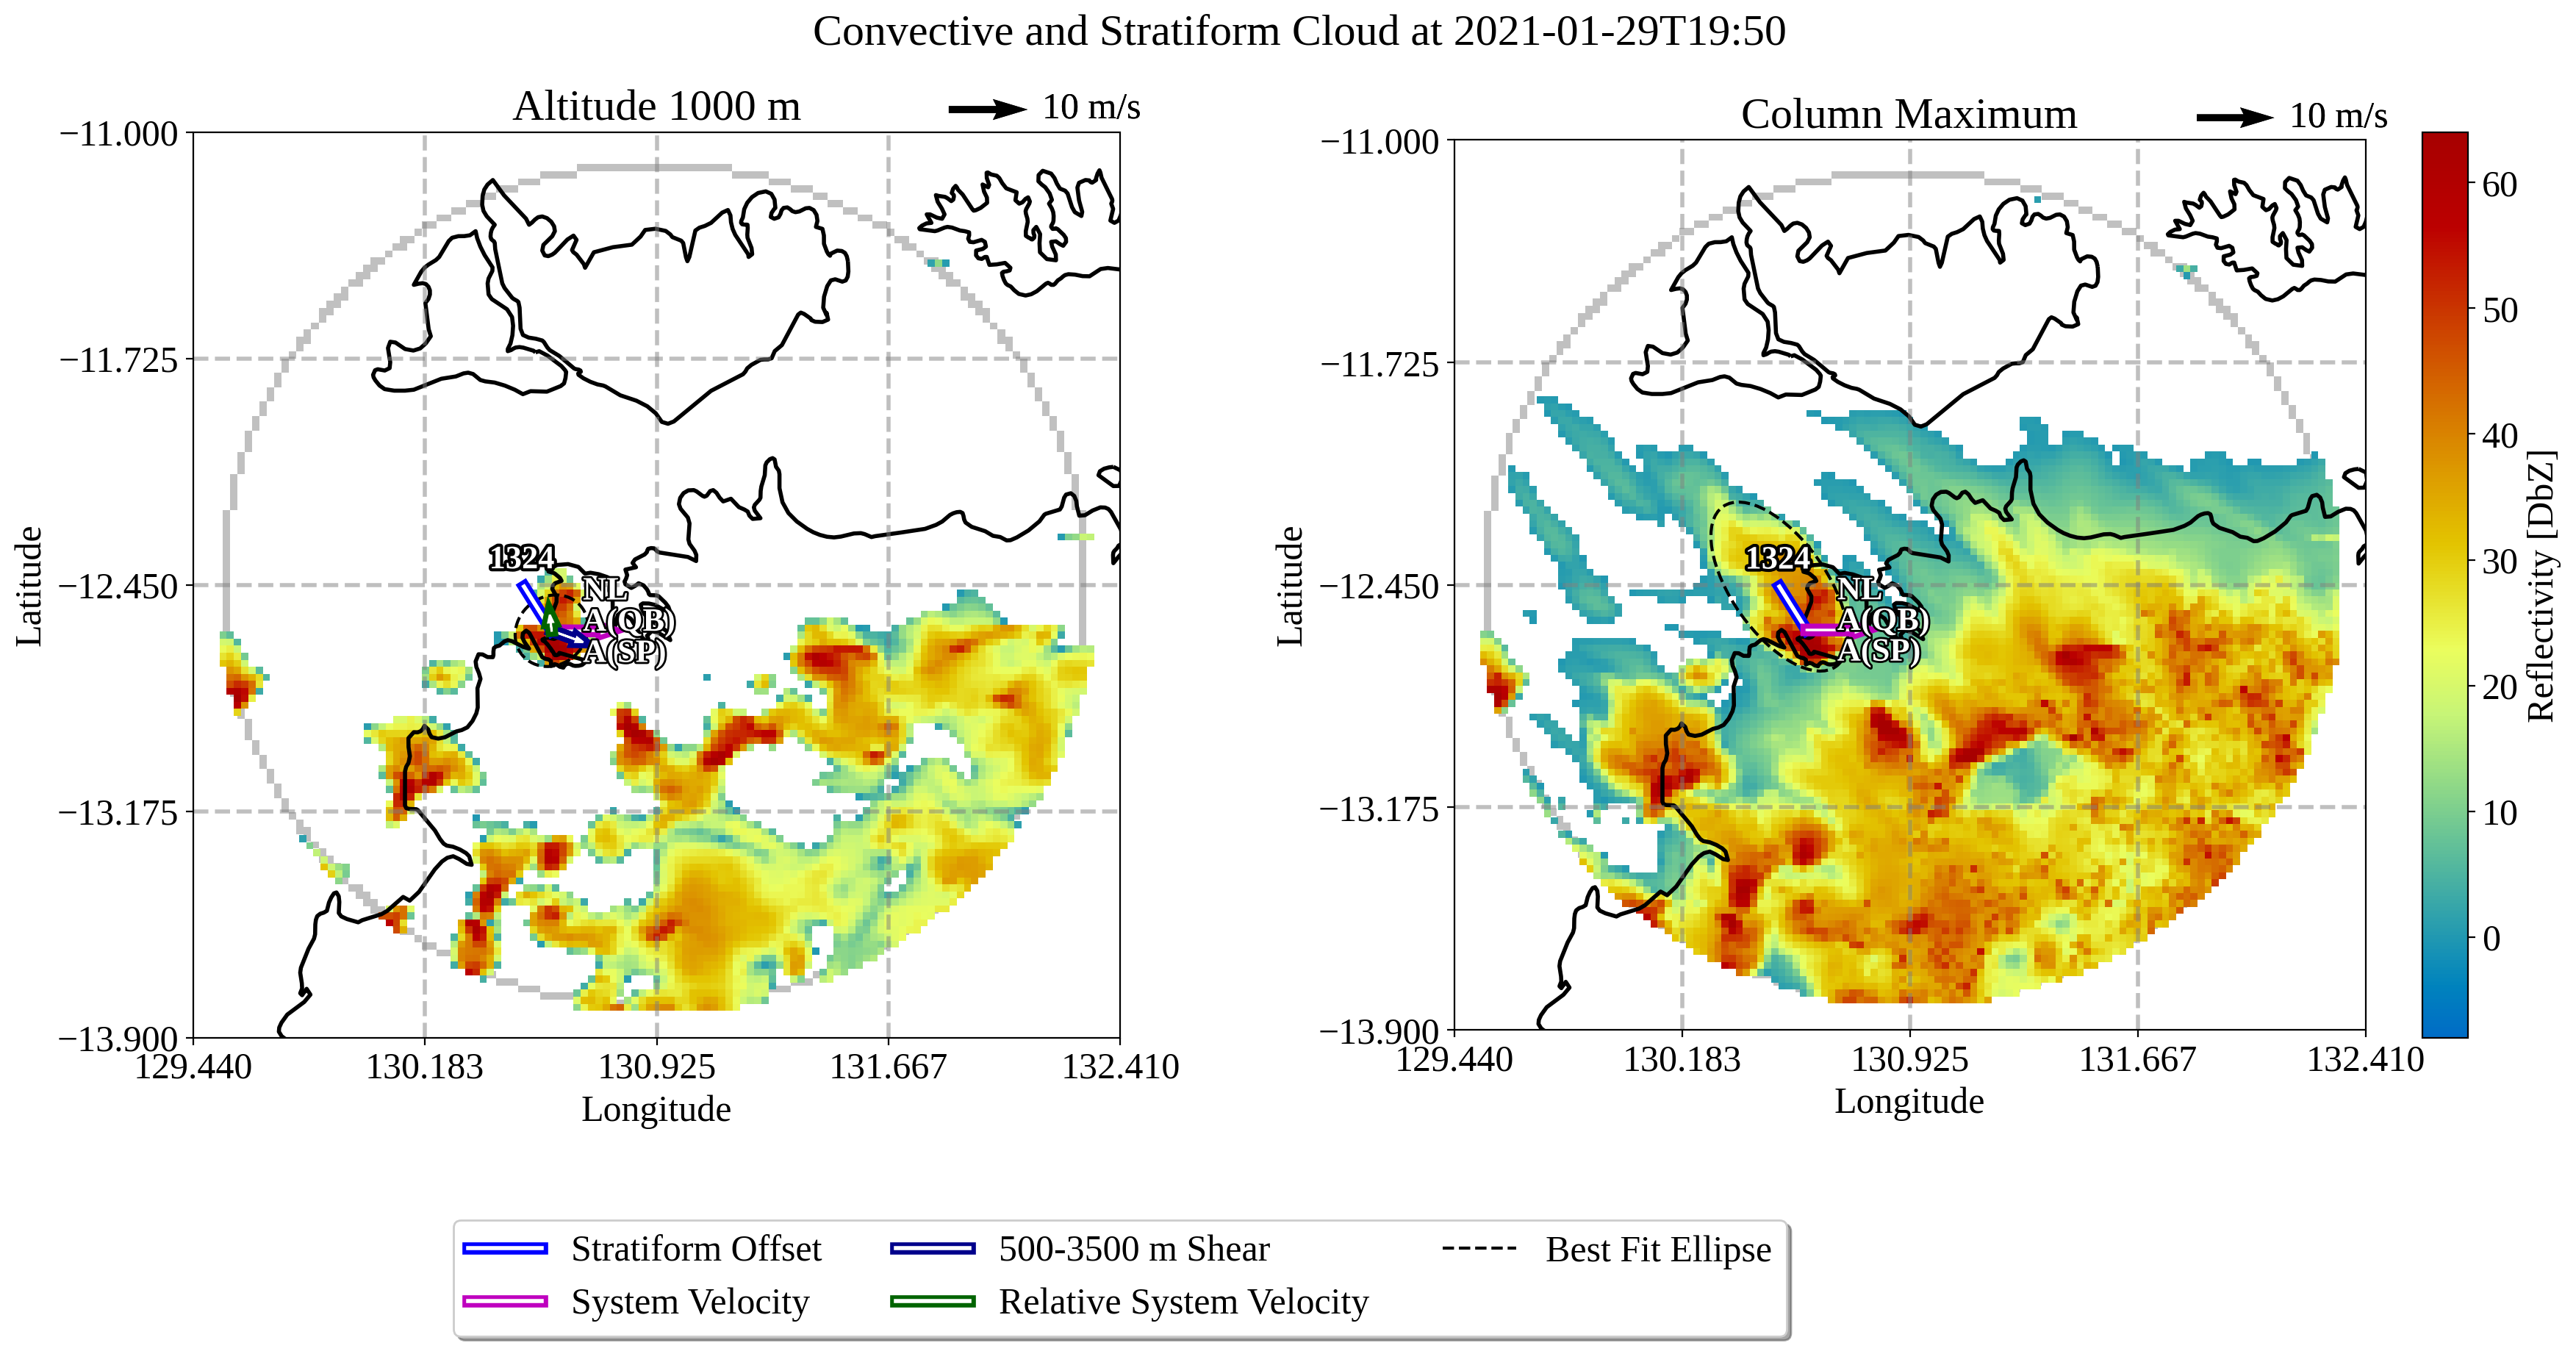 Convective and Stratiform Cloud at 2021-01-29T19:50
Altitude 1000 m
10 m/s
−11.000
−11.725
−12.450
−13.175
−13.900
Latitude
129.440
130.183
130.925
131.667
132.410
Longitude
1324
NL
A(QB)
A(SP)
Column Maximum
10 m/s
−11.000
−11.725
−12.450
−13.175
−13.900
Latitude
129.440
130.183
130.925
131.667
132.410
Longitude
1324
NL
A(QB)
A(SP)
60
50
40
30
20
10
0
Reflectivity [DbZ]
Stratiform Offset
System Velocity
500-3500 m Shear
Relative System Velocity
Best Fit Ellipse